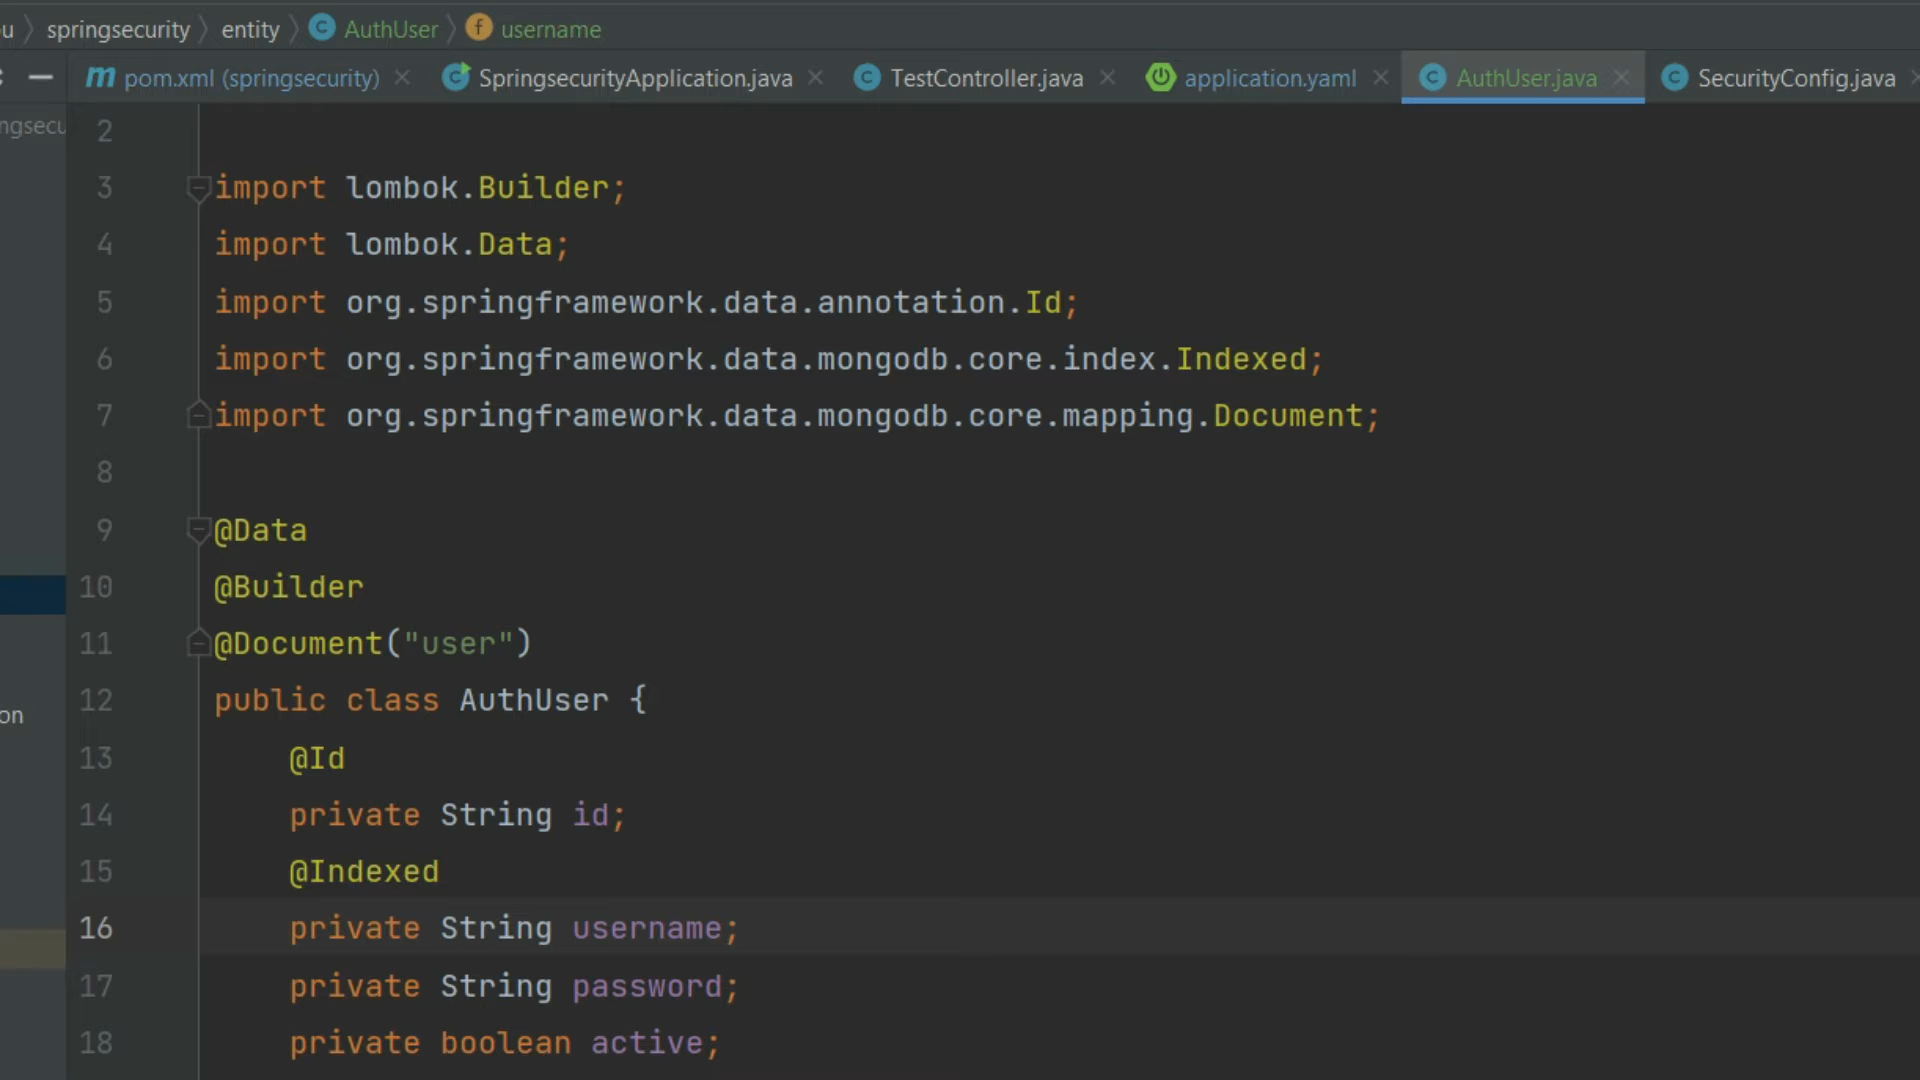 springsecurity entity AuthUser username
pom.xml (springsecurity) SpringsecurityApplication.java TestController.java application.yaml AuthUser.java SecurityConfig.java
2
3 import lombok.Builder;
4 import lombok.Data;
5 import org.springframework.data.annotation.Id;
6 import org.springframework.data.mongodb.core.index.Indexed;
7 import org.springframework.data.mongodb.core.mapping.Document;
8
9 @Data
10 @Builder
11 @Document("user")
12 public class AuthUser {
13 @Id
14 private String id;
15 @Indexed
16 private String username;
17 private String password;
18 private boolean active;